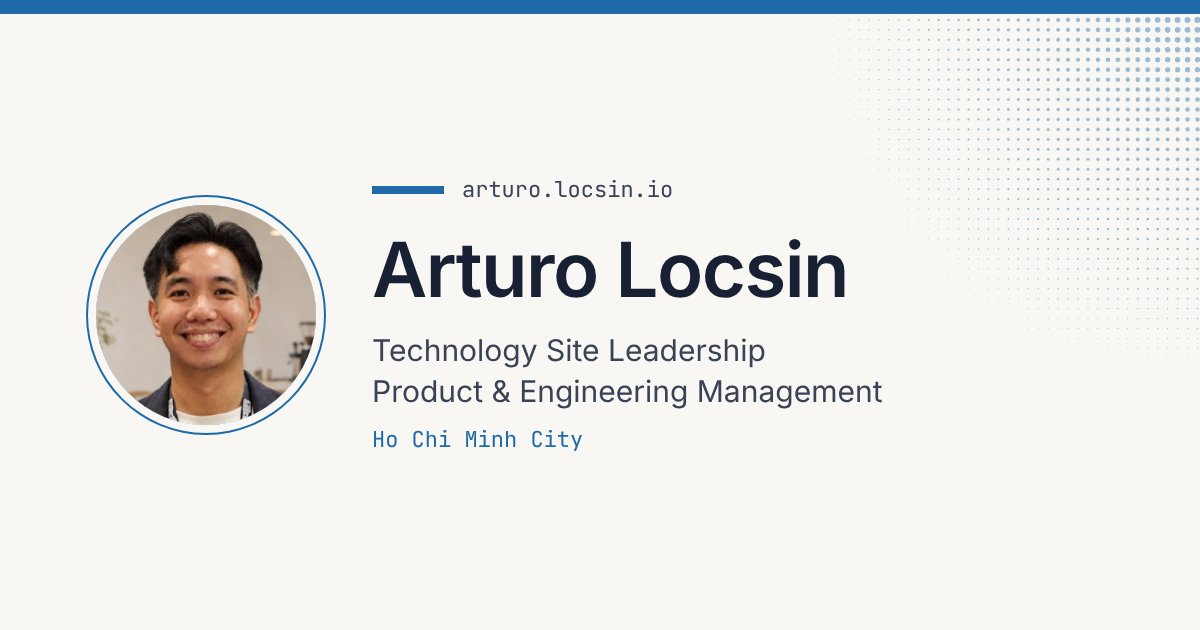 arturo.locsin.io
Arturo Locsin
Technology Site Leadership
Product & Engineering Management
Ho Chi Minh City